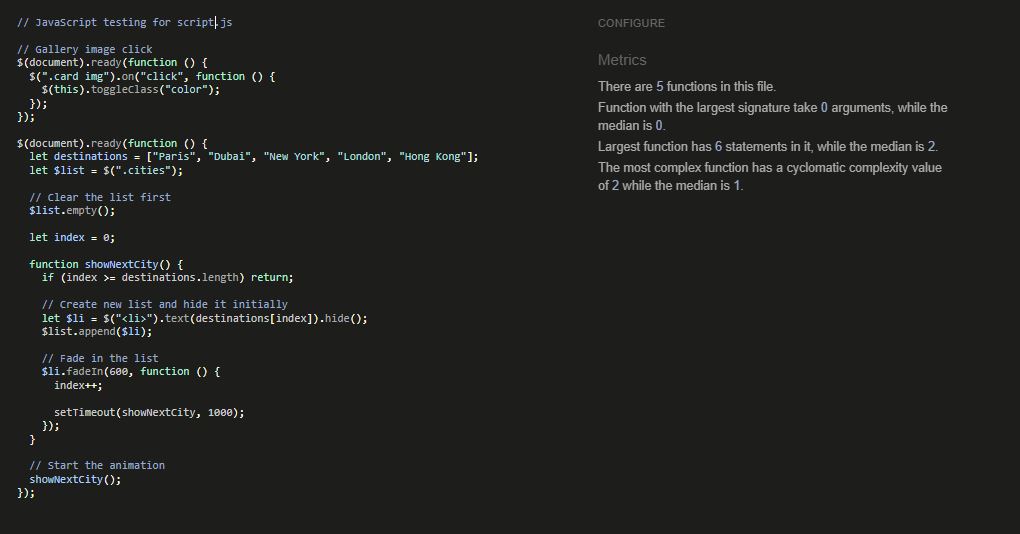 // JavaScript testing for script.js
// Gallery image click
$(document).ready(function () {
$(".card img").on("click", function () {
$(this).toggleClass("color");
});
});
$(document).ready(function () {
let destinations = ["Paris", "Dubai", "New York", "London", "Hong Kong"];
let $list = $(".cities");
// Clear the list first
$list.empty();
let index = 0;
function showNextCity() {
if (index >= destinations.length) return;
// Create new list and hide it initially
let $li = $("<li>").text(destinations[index]).hide();
$list.append($li);
// Fade in the list
$li.fadeIn(600, function () {
index++;
setTimeout(showNextCity, 1000);
});
}
// Start the animation
showNextCity();
});
CONFIGURE
Metrics
There are 5 functions in this file.
Function with the largest signature take 0 arguments, while the
median is 0.
Largest function has 6 statements in it, while the median is 2.
The most complex function has a cyclomatic complexity value
of 2 while the median is 1.